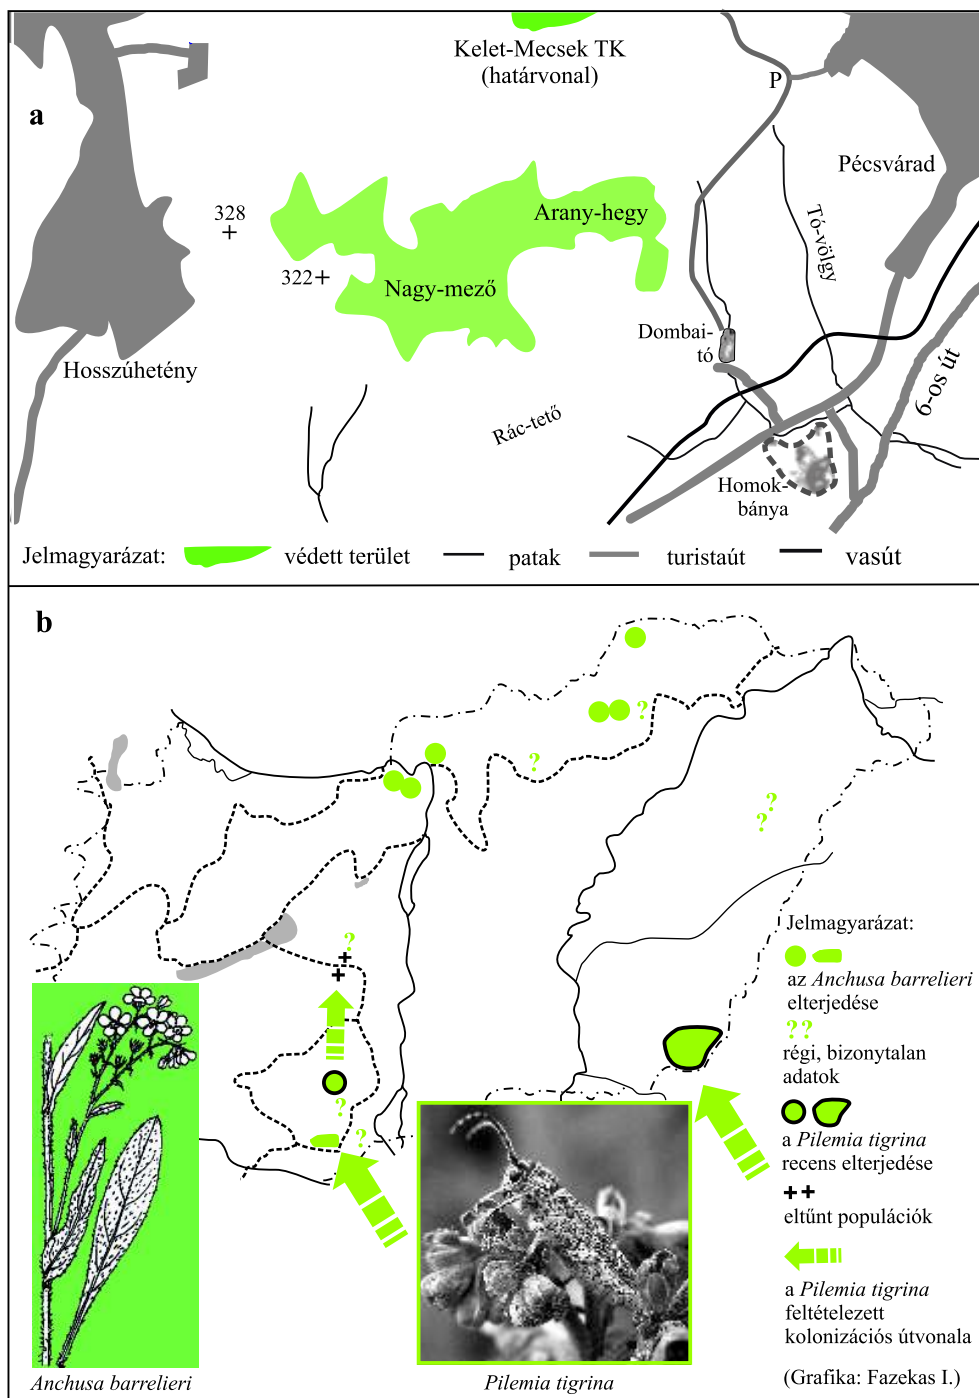 Kelet-Mecsek TK
(határvonal)
P
a
Pécsvárad
328
+
Arany-hegy
Tó-völgy
322+
Nagy-mező
Dombai-
tó
Hosszúhetény
6-os út
Rác-tető
Homok-
bánya
Jelmagyarázat: védett terület patak turistaút vasút
b
?
?
?
?
?
?
?
Jelmagyarázat:
az Anchusa barrelieri
elterjedése
??
régi, bizonytalan
adatok
a Pilemia tigrina
recens elterjedése
++
eltűnt populációk
a Pilemia tigrina
feltételezett
kolonizációs útvonala
(Grafika: Fazekas I.)
Anchusa barrelieri
Pilemia tigrina